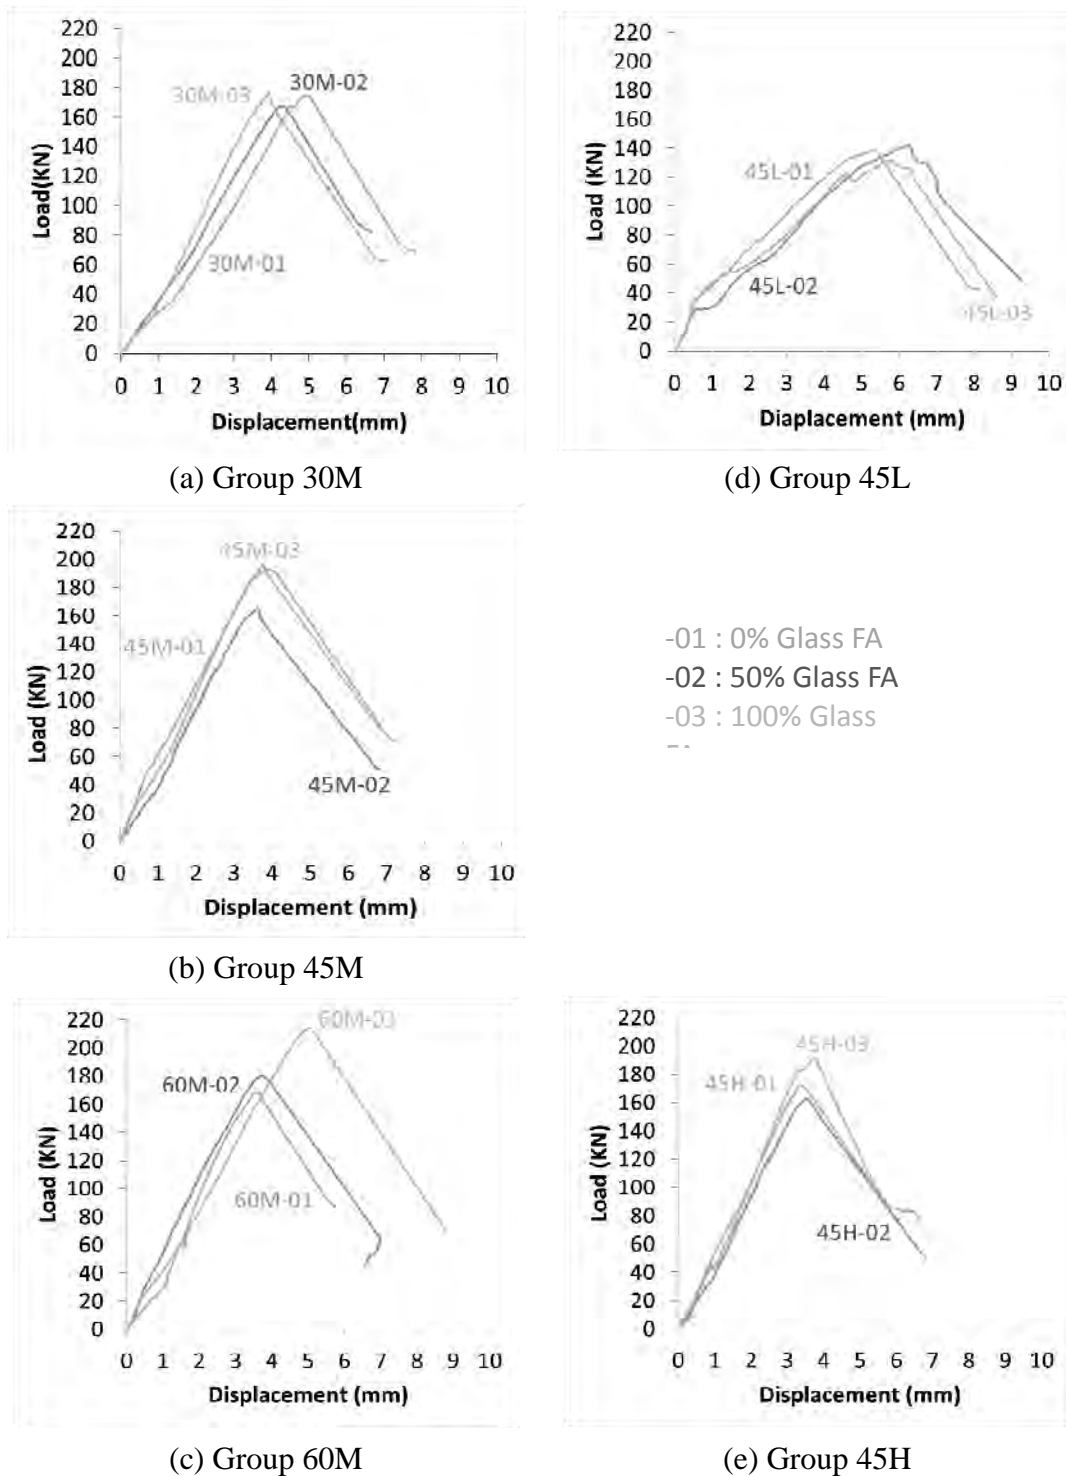 220
200
180
160
140
120
100
80
60
40
20
0
Load(KN)
30M-03
30M-02
30M-01
0 1 2 3 4 5 6 7 8 9 10
Displacement(mm)
(a) Group 30M
220
200
180
160
140
120
100
80
60
40
20
0
Load (KN)
45L-01
45L-02
45L-03
0 1 2 3 4 5 6 7 8 9 10
Diaplacement (mm)
(d) Group 45L
220
200
180
160
140
120
100
80
60
40
20
0
Load (KN)
45M-03
45M-01
45M-02
0 1 2 3 4 5 6 7 8 9 10
Displacement (mm)
(b) Group 45M
-01 : 0% Glass FA
-02 : 50% Glass FA
-03 : 100% Glass
220
200
180
160
140
120
100
80
60
40
20
0
Load (KN)
60M-03
60M-02
60M-01
0 1 2 3 4 5 6 7 8 9 10
Displacement (mm)
(c) Group 60M
220
200
180
160
140
120
100
80
60
40
20
0
Load (KN)
45H-03
45H-01
45H-02
0 1 2 3 4 5 6 7 8 9 10
Displacement (mm)
(e) Group 45H